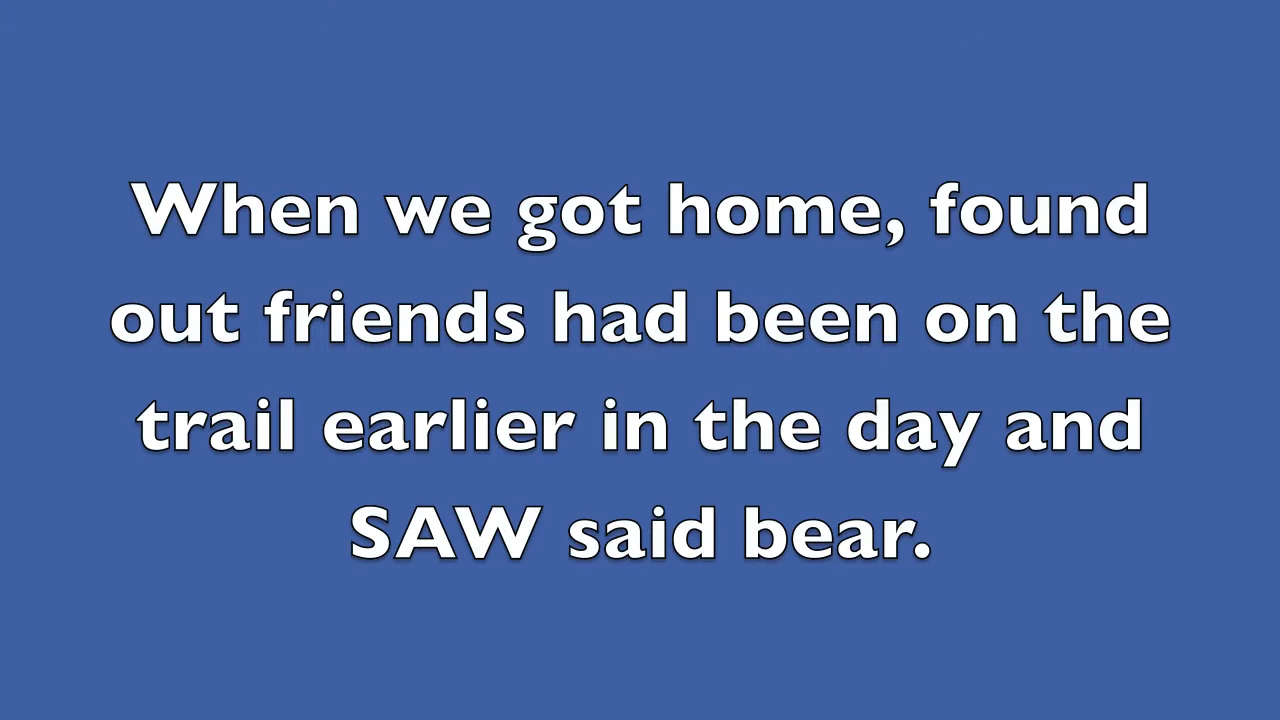 When we got home, found
out friends had been on the
trail earlier in the day and
SAW said bear.